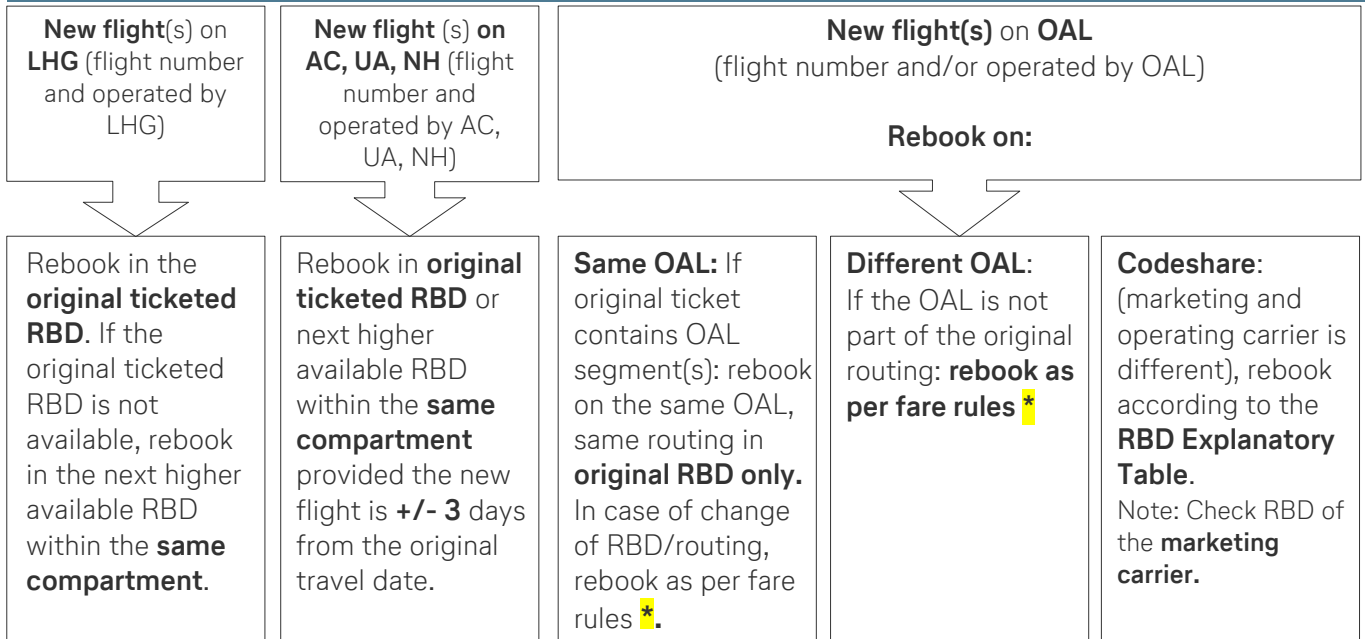 New flight(s) on
LHG (flight number
and operated by
LHG)
New flight (s) on
AC, UA, NH (flight
number and
operated by AC,
UA, NH)
New flight(s) on OAL
(flight number and/or operated by OAL)
Rebook on:
Rebook in the
original ticketed
RBD. If the
original ticketed
RBD is not
available, rebook
in the next higher
available RBD
within the same
compartment.
Rebook in original
ticketed RBD or
next higher
available RBD
within the same
compartment
provided the new
flight is +/- 3 days
from the original
travel date.
Same OAL: If
original ticket
contains OAL
segment(s): rebook
on the same OAL,
same routing in
original RBD only.
In case of change
of RBD/routing,
rebook as per fare
rules *.
Different OAL:
If the OAL is not
part of the original
routing: rebook as
per fare rules *
Codeshare:
(marketing and
operating carrier is
different), rebook
according to the
RBD Explanatory
Table.
Note: Check RBD of
the marketing
carrier.